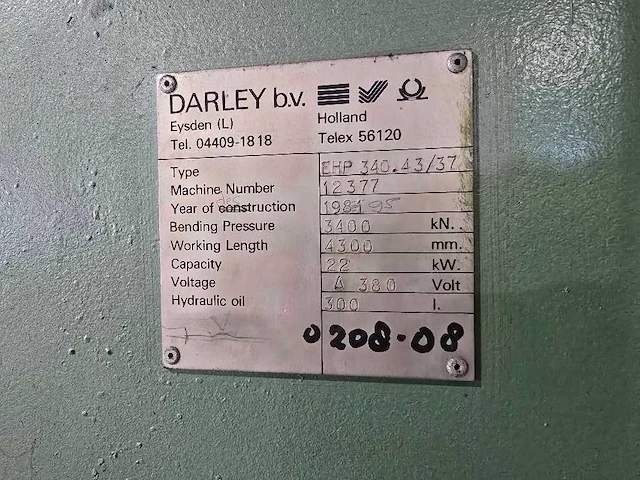 DARLEY b.v.
Eysden (L) Holland
Tel. 04409-1818 Telex 56120
Type EHP 340.43/37
Machine Number 12377
Year of construction 1981 95
Bending Pressure 3400 kN.
Working Length 4300 mm.
Capacity 22 kW.
Voltage A 380 Volt
Hydraulic oil 300 l.
0208-08